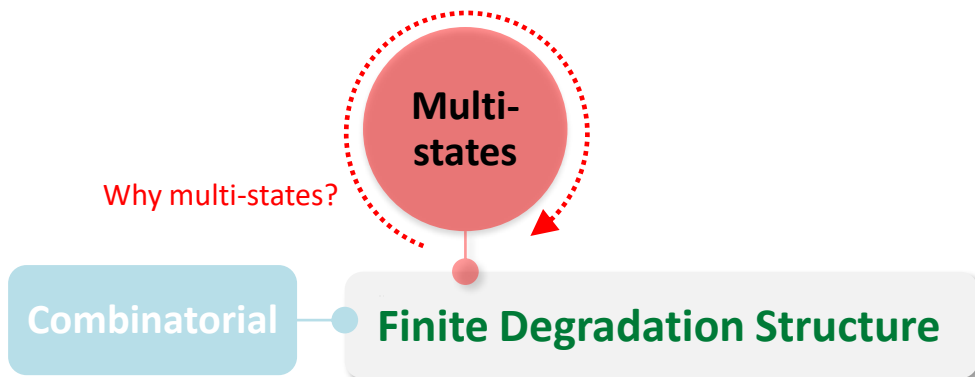 Multi-
states
Why multi-states?
Combinatorial
Finite Degradation Structure